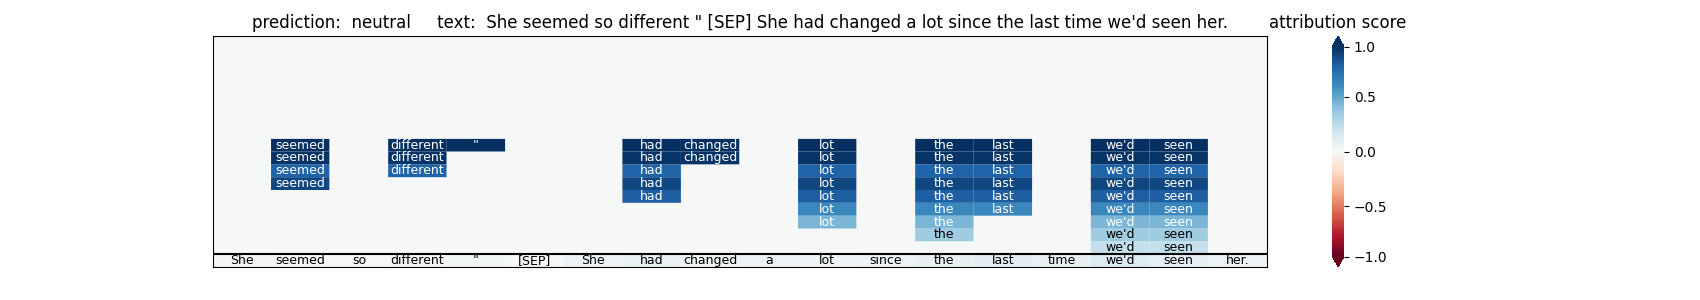 prediction: neutral text: She seemed so different " [SEP] She had changed a lot since the last time we'd seen her. attribution score
1.0
seemed different " had changed lot the last we'd seen
seemed different had changed lot the last we'd seen
seemed different had lot the last we'd seen
seemed had lot the last we'd seen
had lot the last we'd seen
lot the last we'd seen
lot the we'd seen
the we'd seen
we'd seen
She seemed so different " [SEP] She had changed a lot since the last time we'd seen her.
0.5
0.0
−0.5
−1.0